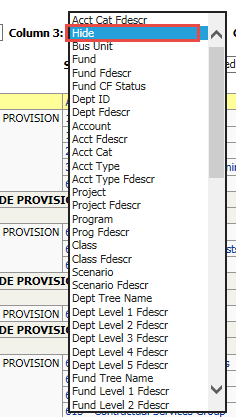 Column 3:
Acct Cat Fdescr
Hide
Bus Unit
Fund
Fund Fdescr
Fund CF Status
Dept ID
Dept Fdescr
Account
Acct Fdescr
Acct Cat
Acct Type
Acct Type Fdescr
Project
Project Fdescr
Program
Prog Fdescr
Class
Class Fdescr
Scenario
Scenario Fdescr
Dept Tree Name
Dept Level 1 Fdescr
Dept Level 2 Fdescr
Dept Level 3 Fdescr
Dept Level 4 Fdescr
Dept Level 5 Fdescr
Fund Tree Name
Fund Level 1 Fdescr
Fund Level 2 Fdescr
PROVISION
DE PROVISIO
PROVISION
DE PROVISIO
PROVISION
DE PROVISIO
PROVISION